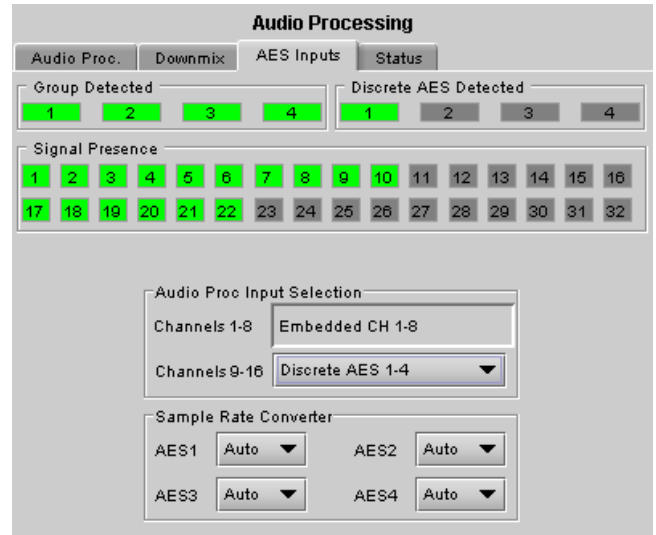 Audio Processing
Audio Proc. Downmix AES Inputs Status
Group Detected Discrete AES Detected
1 2 3 4 1 2 3 4
Signal Presence
1 2 3 4 5 6 7 8 9 10 11 12 13 14 15 16
17 18 19 20 21 22 23 24 25 26 27 28 29 30 31 32
Audio Proc Input Selection
Channels 1-8 Embedded CH 1-8
Channels 9-16 Discrete AES 1-4
Sample Rate Converter
AES1 Auto AES2 Auto
AES3 Auto AES4 Auto